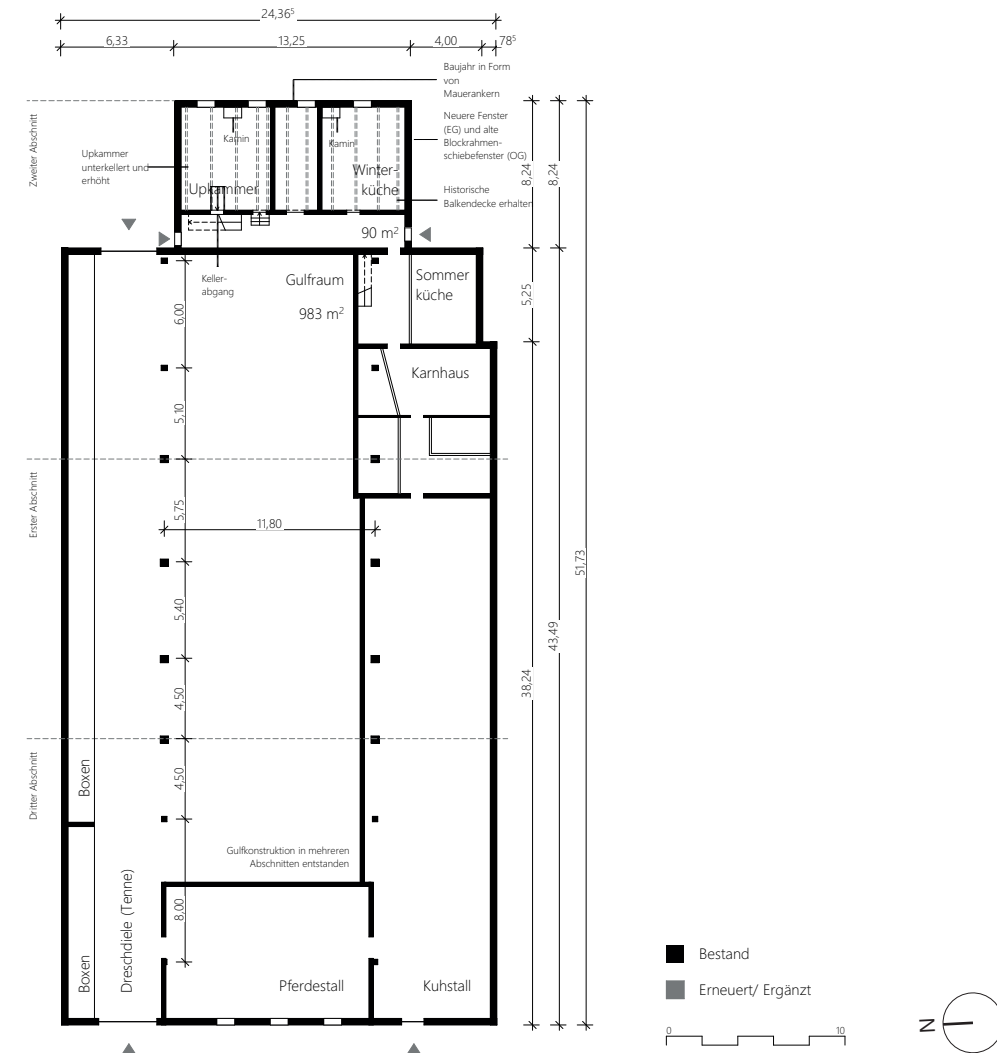 24,36⁵
6,33
13,25
4,00
78⁵
Baujahr in Form
von
Mauerankern
Neuere Fenster
(EG) und alte
Blockrahmen-
schiebefenster (OG)
Historische
Balkendecke erhalten
Zweiter Abschnitt
Upkammer
unterkellert und
erhöht
Kamin
Kamin
Upkammer
Winter-
küche
90 m²
8,24
8,24
Keller-
abgang
Gulfraum
983 m²
Sommer
küche
5,25
6,00
Karnhaus
5,10
Erster Abschnitt
5,75
11,80
51,73
5,40
43,49
38,24
4,50
Dritter Abschnitt
Boxen
4,50
Gulfkonstruktion in mehreren
Abschnitten entstanden
Dreschdiele (Tenne)
8,00
Boxen
Pferdestall
Kuhstall
Bestand
Erneuert/ Ergänzt
0
10
N